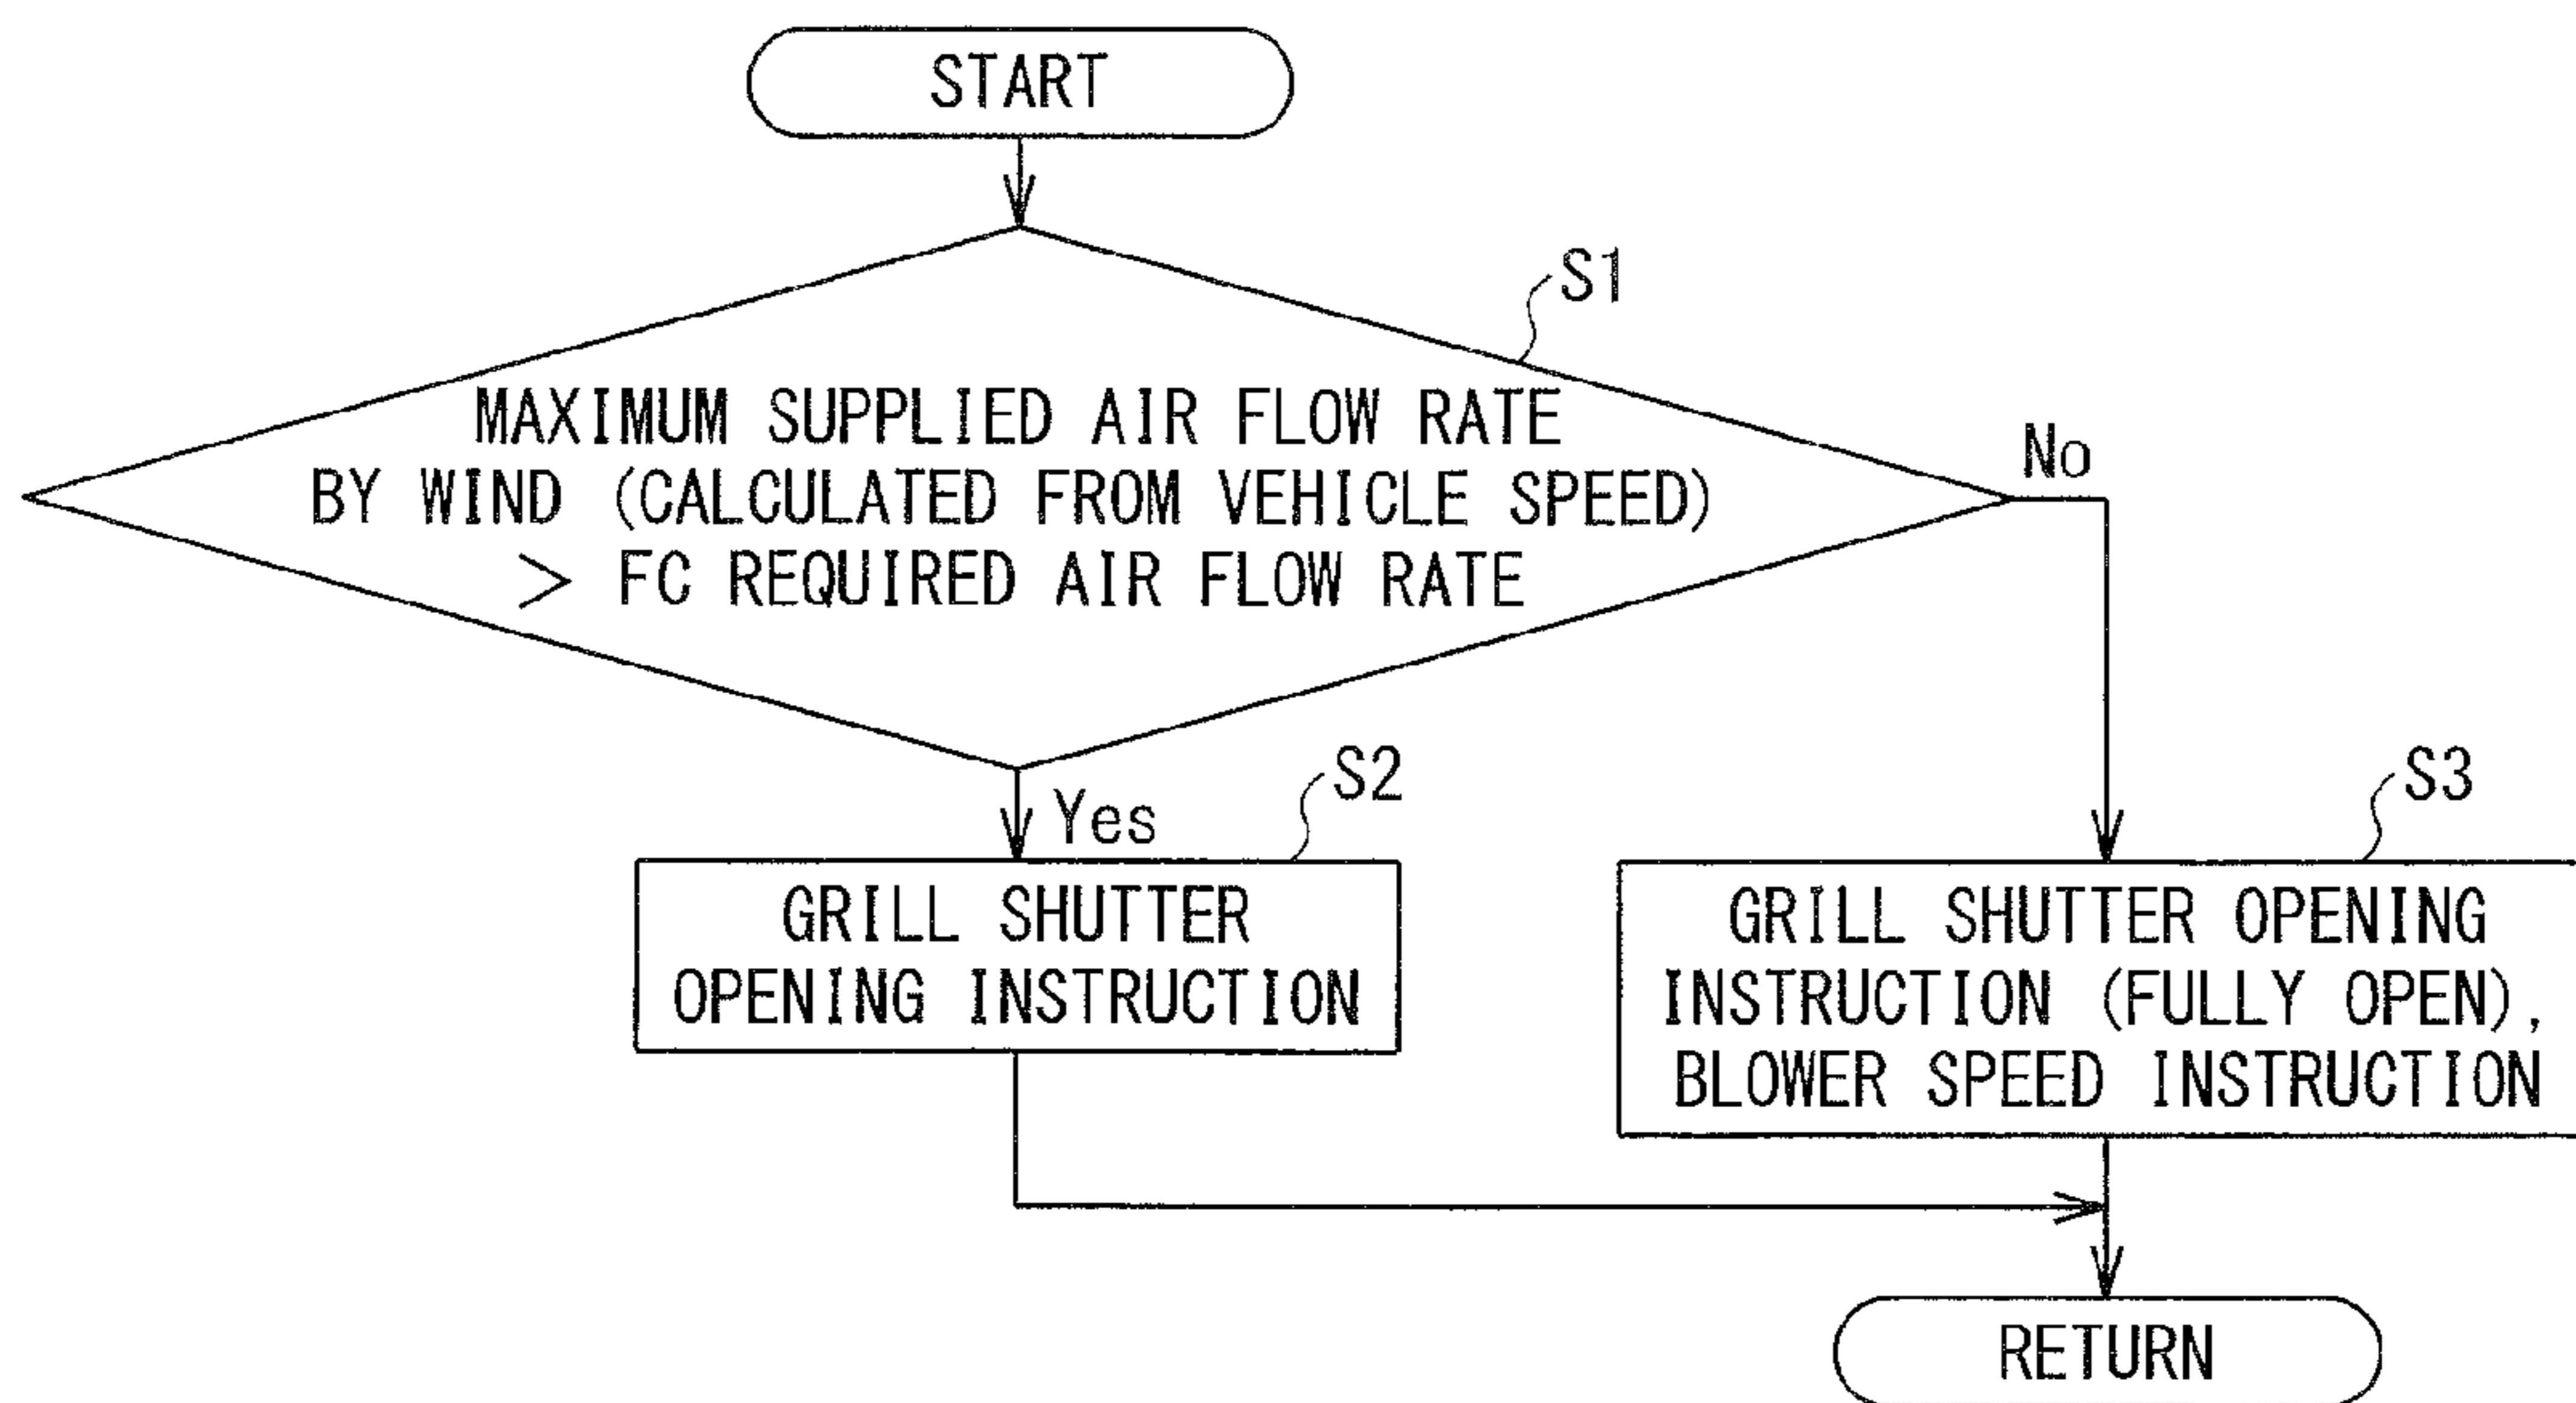 START
S1
MAXIMUM SUPPLIED AIR FLOW RATE
BY WIND (CALCULATED FROM VEHICLE SPEED)
> FC REQUIRED AIR FLOW RATE
No
Yes
S2
GRILL SHUTTER
OPENING INSTRUCTION
S3
GRILL SHUTTER OPENING
INSTRUCTION (FULLY OPEN),
BLOWER SPEED INSTRUCTION
RETURN